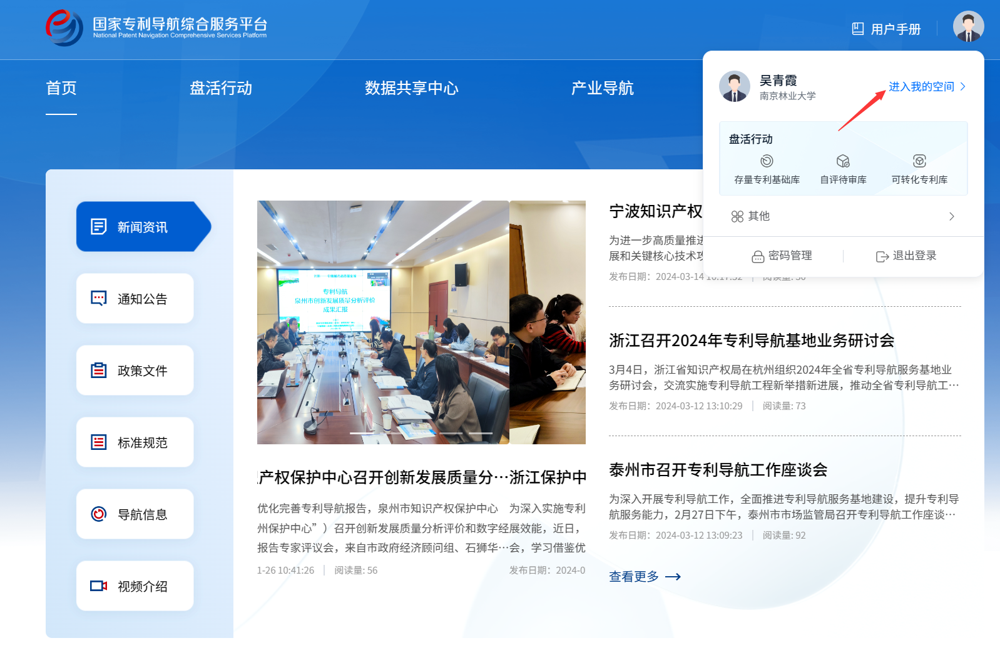 国家专利导航综合服务平台
National Patent Navigation Comprehensive Services Platform
用户手册
首页
盘活行动
数据共享中心
产业导航
吴青霞
南京林业大学
进入我的空间
盘活行动
存量专利基础库
自评待审库
可转化专利库
其他
密码管理
退出登录
新闻资讯
通知公告
政策文件
标准规范
导航信息
视频介绍
专利导航
泉州市创新发展质量分析评价
成果汇报
产权保护中心召开创新发展质量分…浙江保护中
优化完善专利导航报告，泉州市知识产权保护中心
为深入实施专利
州保护中心”）召开创新发展质量分析评价和数字经
展效能，近日，
报告专家评议会，来自市政府经济顾问组、石狮华…
会，学习借鉴优
1-26 10:41:26
阅读量: 56
发布日期：2024-0
宁波知识产权
为进一步高质量推进
展和关键核心技术攻
发布日期：2024-03-14
浙江召开2024年专利导航基地业务研讨会
3月4日，浙江省知识产权局在杭州组织2024年全省专利导航服务基地业
务研讨会，交流实施专利导航工程新举措新进展，推动全省专利导航工…
发布日期：2024-03-12 13:10:29
阅读量: 73
泰州市召开专利导航工作座谈会
为深入开展专利导航工作，全面推进专利导航服务基地建设，提升专利导
航服务能力，2月27日下午，泰州市市场监管局召开专利导航工作座谈…
发布日期：2024-03-12 13:09:23
阅读量: 92
查看更多